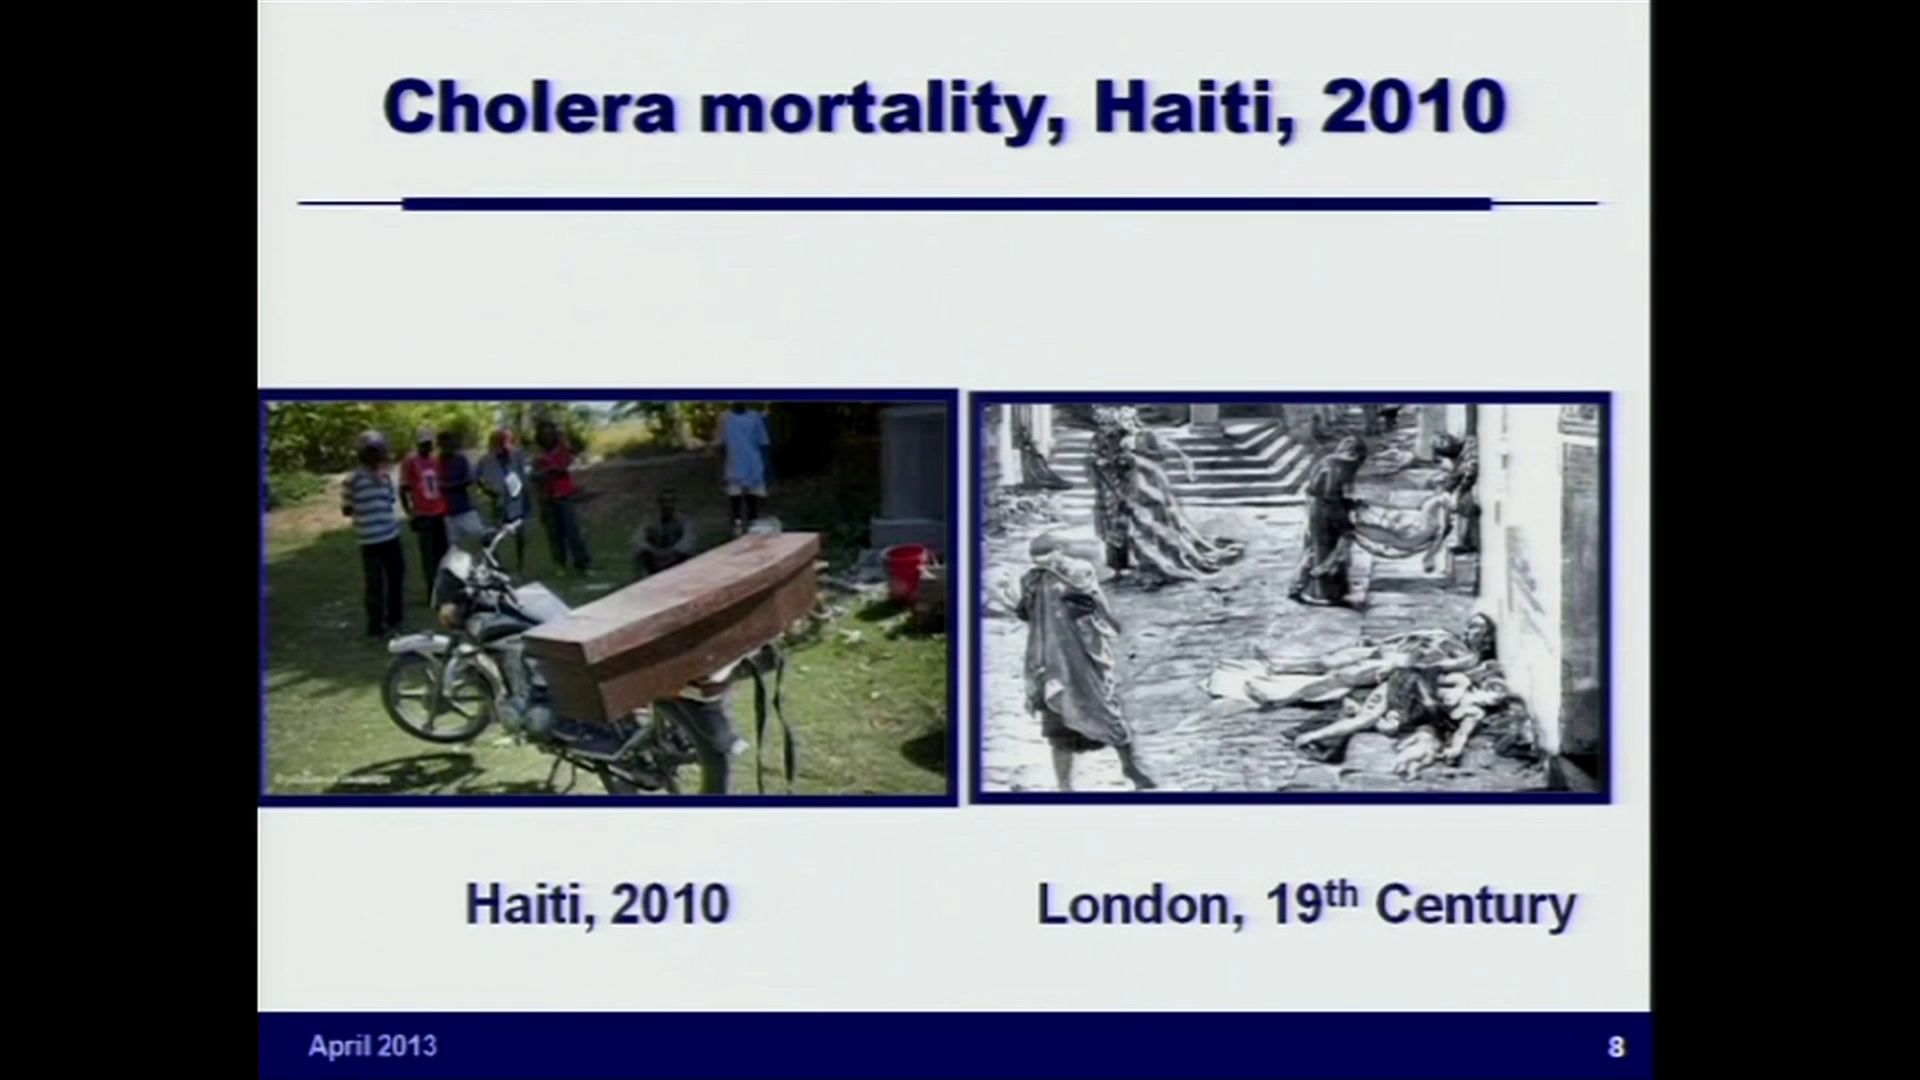 Cholera mortality, Haiti, 2010
Haiti, 2010
London, 19th Century
April 2013
8